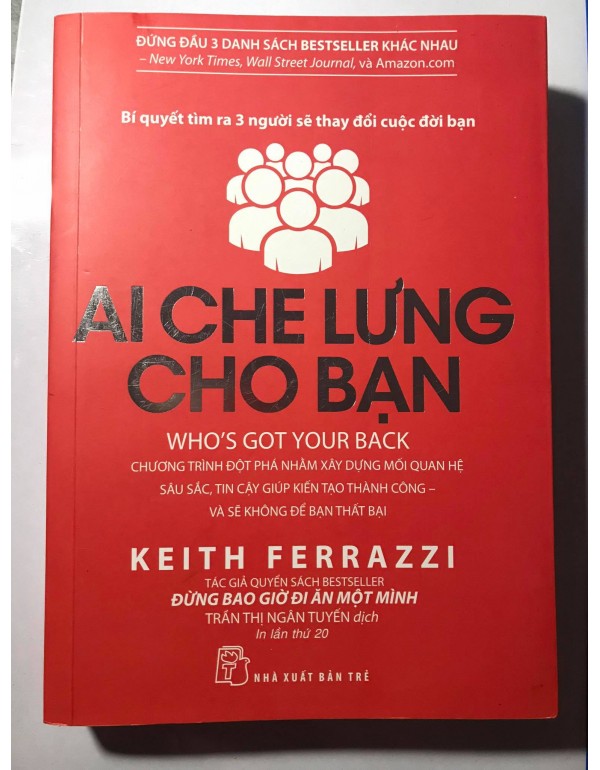 ĐỨNG ĐẦU 3 DANH SÁCH BESTSELLER KHÁC NHAU
– New York Times, Wall Street Journal, và Amazon.com
Bí quyết tìm ra 3 người sẽ thay đổi cuộc đời bạn
AI CHE LƯNG
CHO BẠN
WHO'S GOT YOUR BACK
CHƯƠNG TRÌNH ĐỘT PHÁ NHẰM XÂY DỰNG MỐI QUAN HỆ
SÂU SẮC, TIN CẬY GIÚP KIẾN TẠO THÀNH CÔNG –
VÀ SẼ KHÔNG ĐỂ BẠN THẤT BẠI
KEITH FERRAZZI
TÁC GIẢ QUYỂN SÁCH BESTSELLER
ĐỪNG BAO GIỜ ĐI ĂN MỘT MÌNH
TRẦN THỊ NGÂN TUYẾN dịch
In lần thứ 20
NHÀ XUẤT BẢN TRẺ